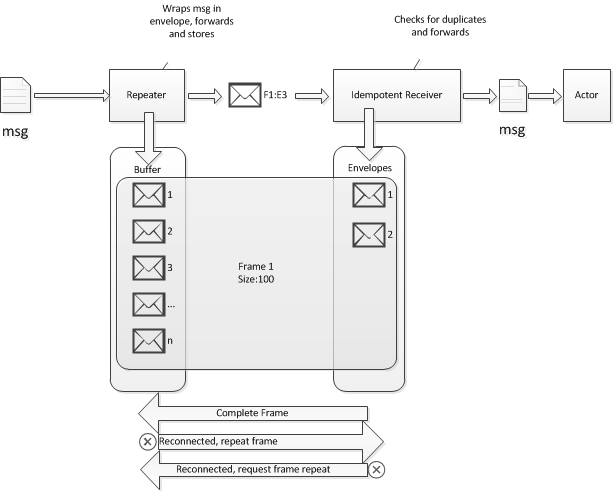 Wraps msg in
envelope, forwards
and stores
Checks for duplicates
and forwards
msg
Repeater
F1:E3
Idempotent Receiver
msg
Actor
Buffer
Envelopes
1
2
3
...
n
1
2
Frame 1
Size:100
Complete Frame
Reconnected, repeat frame
Reconnected, request frame repeat